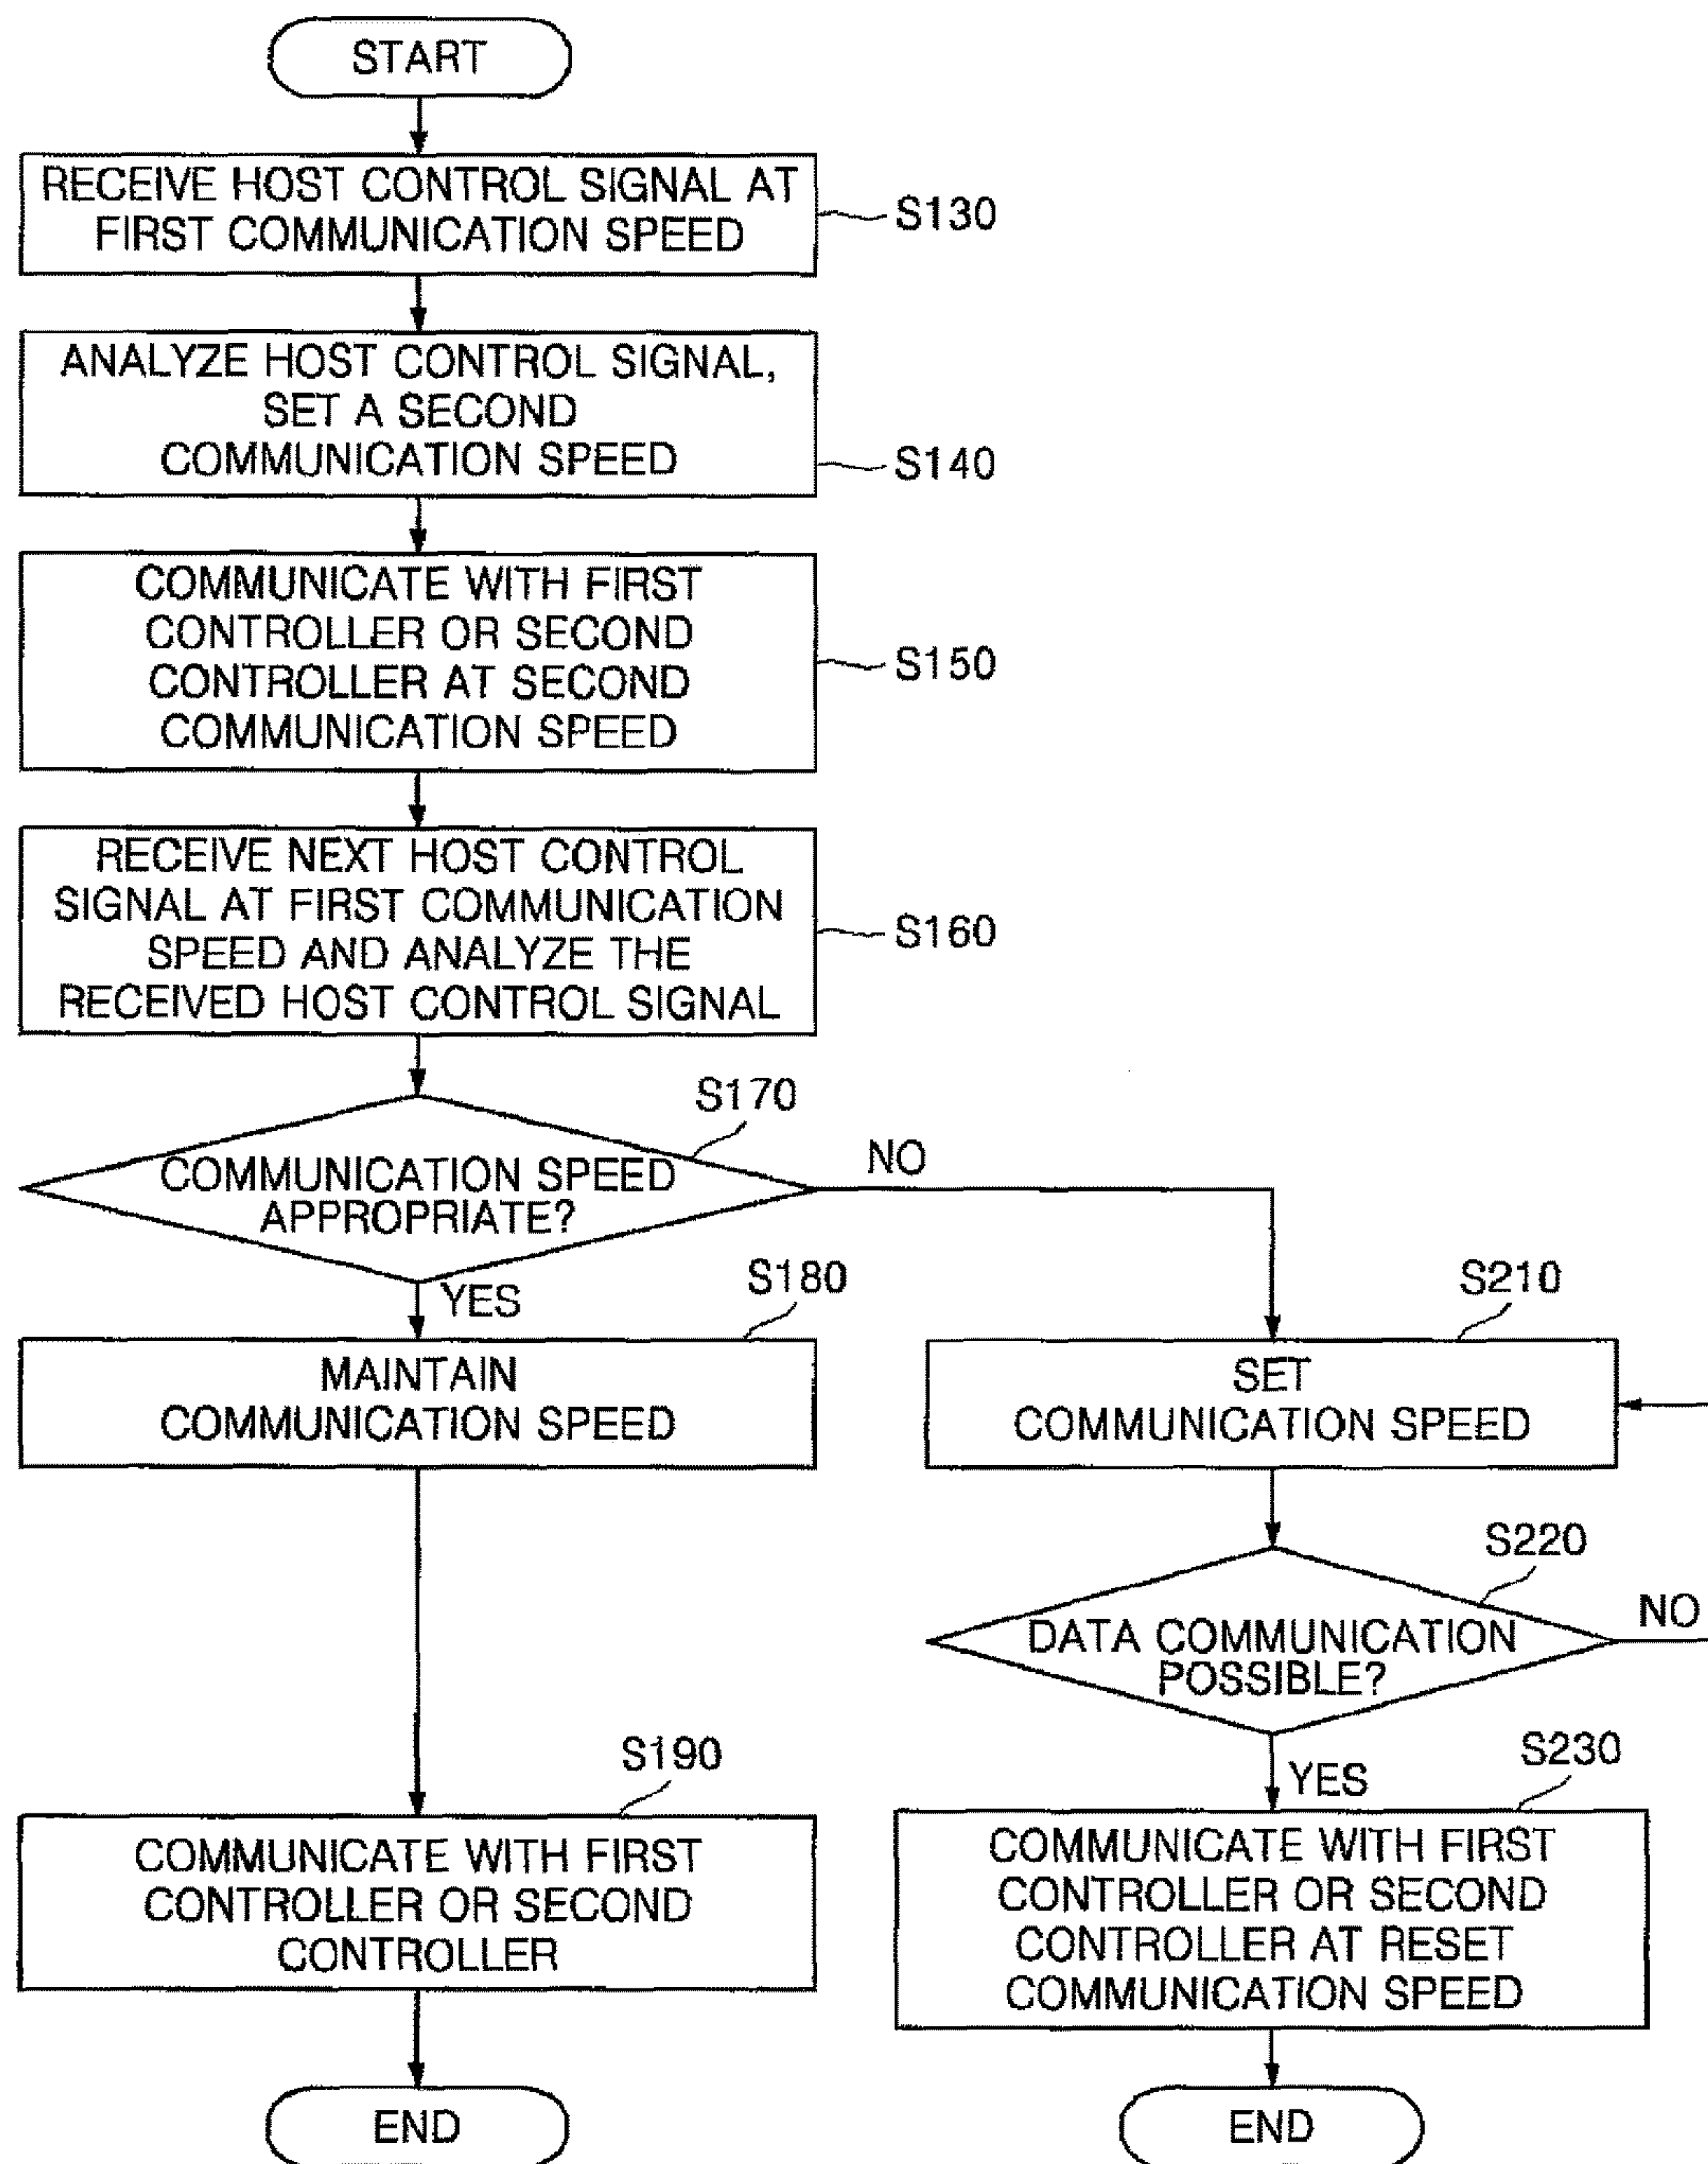 START
RECEIVE HOST CONTROL SIGNAL AT
FIRST COMMUNICATION SPEED
S130
ANALYZE HOST CONTROL SIGNAL,
SET A SECOND
COMMUNICATION SPEED
S140
COMMUNICATE WITH FIRST
CONTROLLER OR SECOND
CONTROLLER AT SECOND
COMMUNICATION SPEED
S150
RECEIVE NEXT HOST CONTROL
SIGNAL AT FIRST COMMUNICATION
SPEED AND ANALYZE THE
RECEIVED HOST CONTROL SIGNAL
S160
S170
COMMUNICATION SPEED
APPROPRIATE?
NO
YES
S180
MAINTAIN
COMMUNICATION SPEED
S210
SET
COMMUNICATION SPEED
S220
DATA COMMUNICATION
POSSIBLE?
NO
YES
S190
COMMUNICATE WITH FIRST
CONTROLLER OR SECOND
CONTROLLER
S230
COMMUNICATE WITH FIRST
CONTROLLER OR SECOND
CONTROLLER AT RESET
COMMUNICATION SPEED
END
END